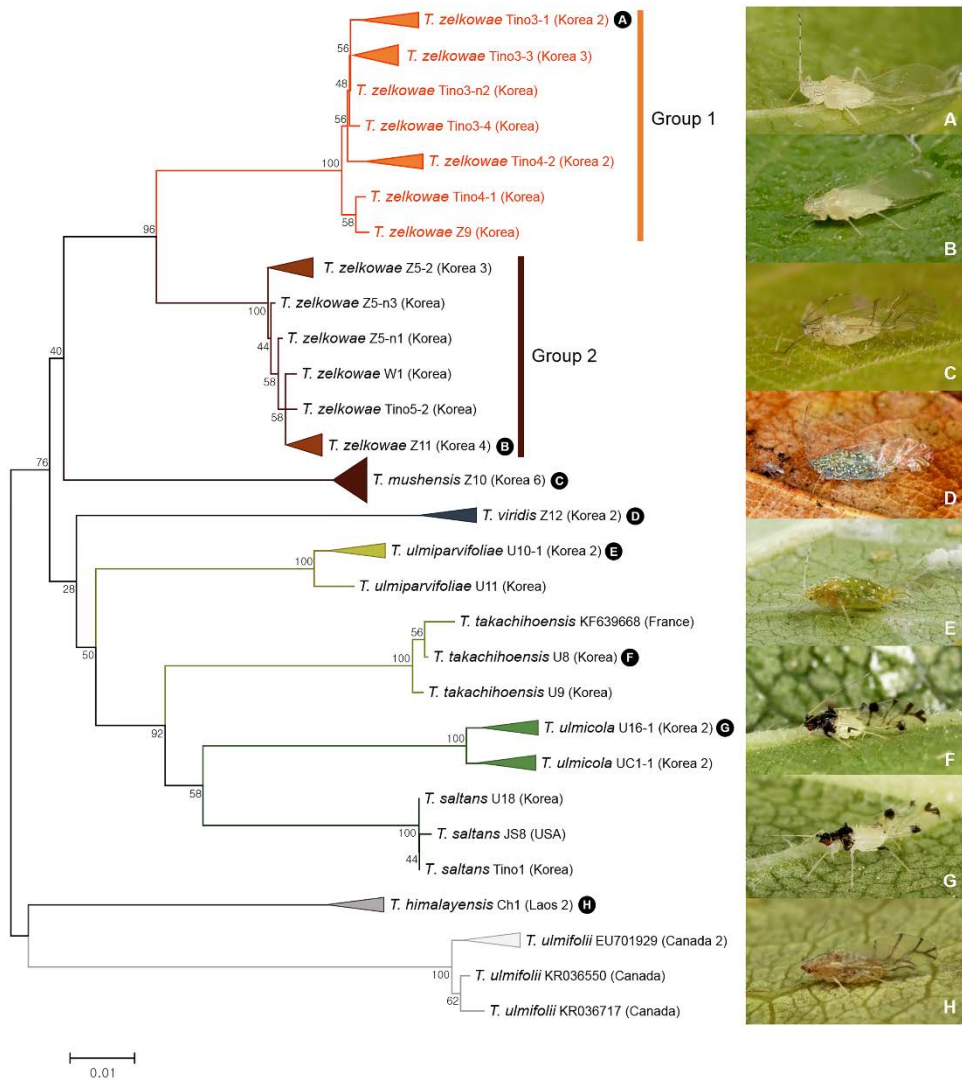 T. zelkowae Tino3-1 (Korea 2) A
56
T. zelkowae Tino3-3 (Korea 3)
48
T. zelkowae Tino3-n2 (Korea)
Group 1
56
T. zelkowae Tino3-4 (Korea)
100
T. zelkowae Tino4-2 (Korea 2)
T. zelkowae Tino4-1 (Korea)
58
T. zelkowae Z9 (Korea)
96
T. zelkowae Z5-2 (Korea 3)
100
T. zelkowae Z5-n3 (Korea)
44
T. zelkowae Z5-n1 (Korea)
Group 2
40
58
T. zelkowae W1 (Korea)
58
T. zelkowae Tino5-2 (Korea)
T. zelkowae Z11 (Korea 4) B
76
T. mushensis Z10 (Korea 6) C
T. viridis Z12 (Korea 2) D
T. ulmiparvifoliae U10-1 (Korea 2) E
100
28
T. ulmiparvifoliae U11 (Korea)
T. takachihoensis KF639668 (France)
56
50
T. takachihoensis U8 (Korea) F
100
T. takachihoensis U9 (Korea)
92
T. ulmicola U16-1 (Korea 2) G
100
T. ulmicola UC1-1 (Korea 2)
58
T. saltans U18 (Korea)
100
T. saltans JS8 (USA)
44
T. saltans Tino1 (Korea)
T. himalayensis Ch1 (Laos 2) H
T. ulmifolii EU701929 (Canada 2)
100
T. ulmifolii KR036550 (Canada)
62
T. ulmifolii KR036717 (Canada)
0.01
A
B
C
D
E
F
G
H